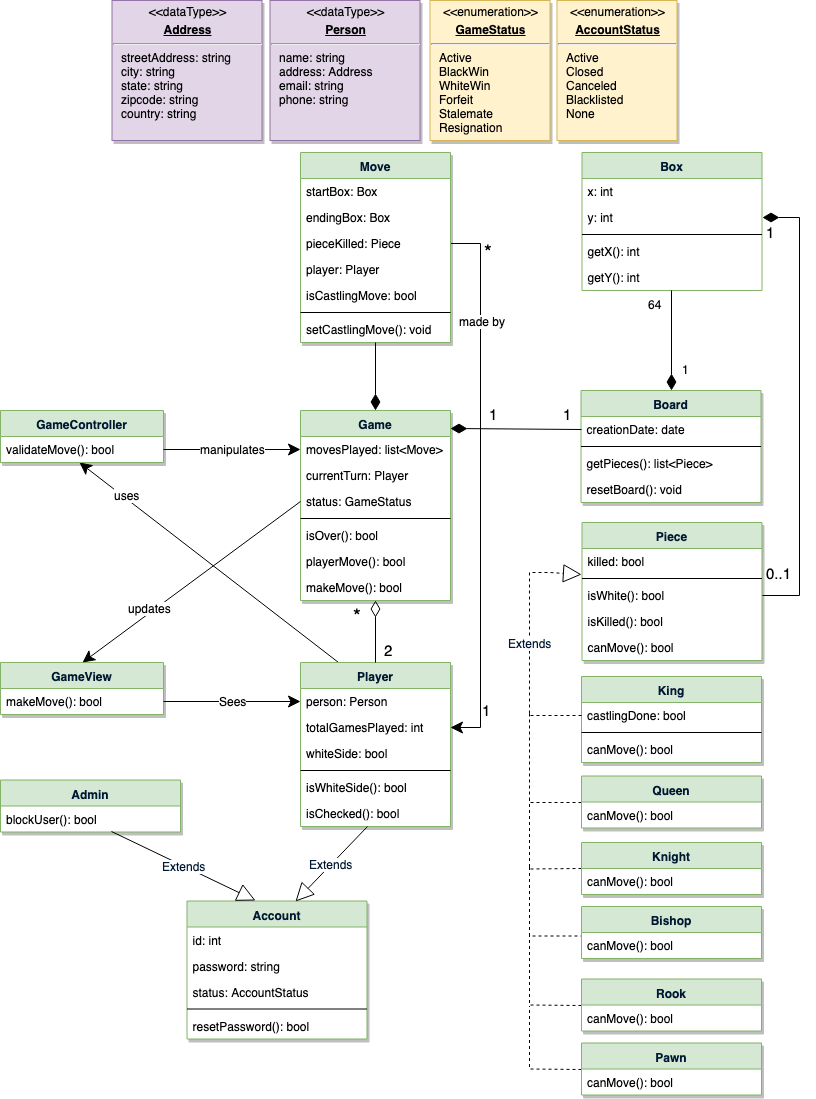 <<dataType>>
Address
streetAddress: string
city: string
state: string
zipcode: string
country: string
<<dataType>>
Person
name: string
address: Address
email: string
phone: string
<<enumeration>>
GameStatus
Active
BlackWin
WhiteWin
Forfeit
Stalemate
Resignation
<<enumeration>>
AccountStatus
Active
Closed
Canceled
Blacklisted
None
Move
startBox: Box
endingBox: Box
pieceKilled: Piece
player: Player
isCastlingMove: bool
setCastlingMove(): void
*
made by
1
Box
x: int
y: int
getX(): int
getY(): int
1
64
1
GameController
validateMove(): bool
manipulates
uses
Game
movesPlayed: list<Move>
currentTurn: Player
status: GameStatus
isOver(): bool
playerMove(): bool
makeMove(): bool
1
1
Board
creationDate: date
getPieces(): list<Piece>
resetBoard(): void
updates
*
2
Piece
killed: bool
isWhite(): bool
isKilled(): bool
canMove(): bool
0..1
Extends
GameView
makeMove(): bool
Sees
Player
person: Person
totalGamesPlayed: int
whiteSide: bool
isWhiteSide(): bool
isChecked(): bool
King
castlingDone: bool
canMove(): bool
Queen
canMove(): bool
Knight
canMove(): bool
Bishop
canMove(): bool
Rook
canMove(): bool
Pawn
canMove(): bool
Admin
blockUser(): bool
Extends
Extends
Account
id: int
password: string
status: AccountStatus
resetPassword(): bool